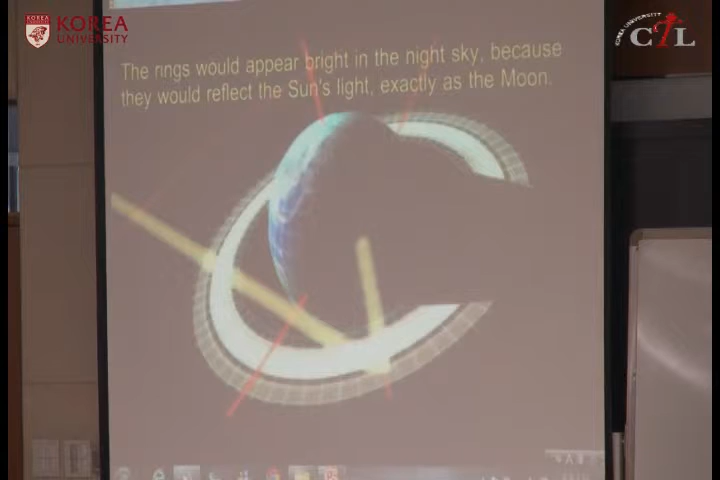 KOREA
UNIVERSITY
KOREA UNIVERSITY
CTL
The rings would appear bright in the night sky, because
they would reflect the Sun's light, exactly as the Moon.